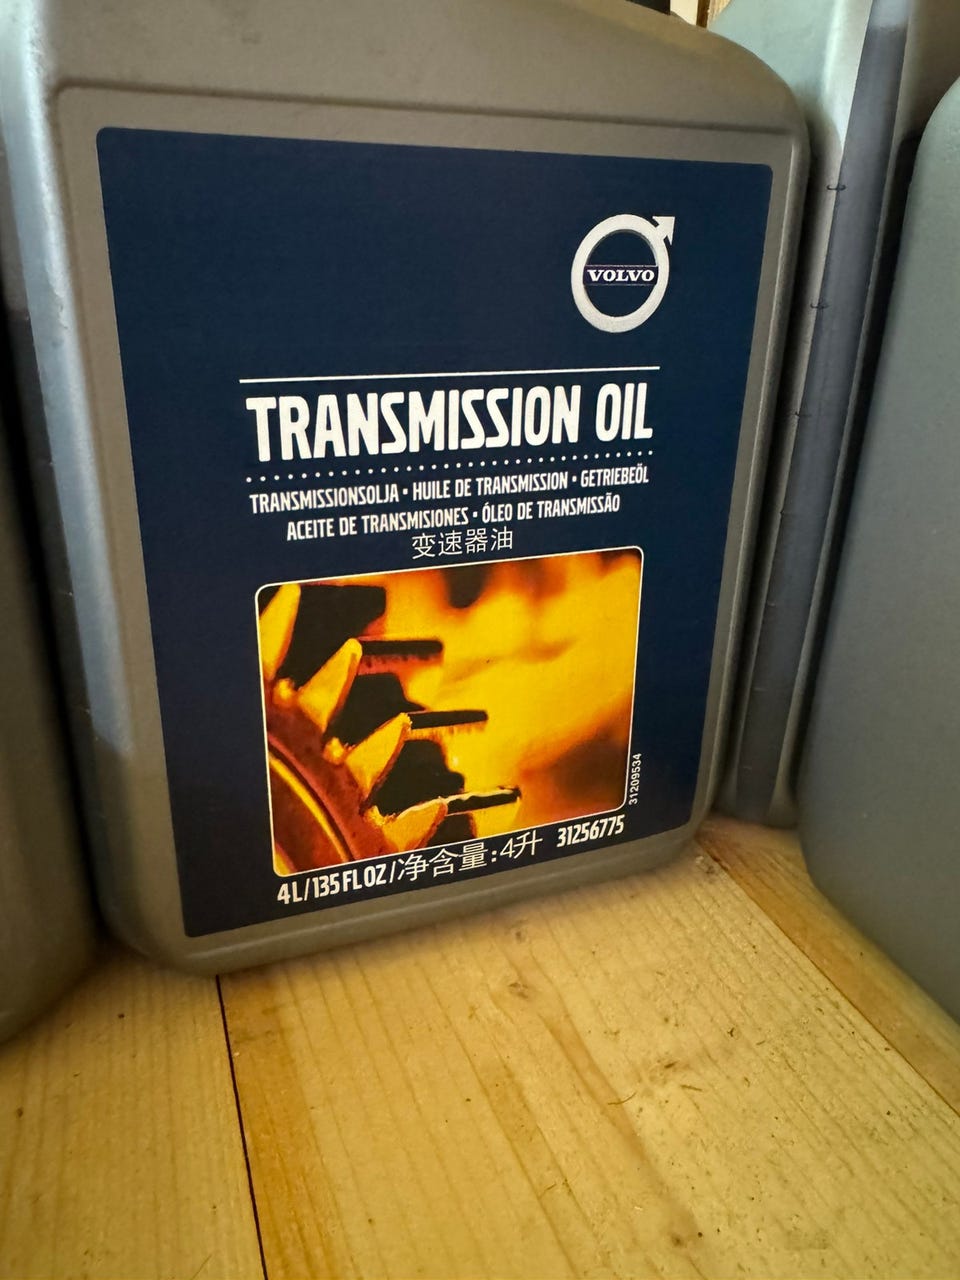 VOLVO
TRANSMISSION OIL
TRANSMISSIONSOLJA • HUILE DE TRANSMISSION • GETRIEBEÖL
ACEITE DE TRANSMISIONES • ÓLEO DE TRANSMISSÃO
变速器油
31209534
4L/135 FL OZ/净含量:4升 31256775